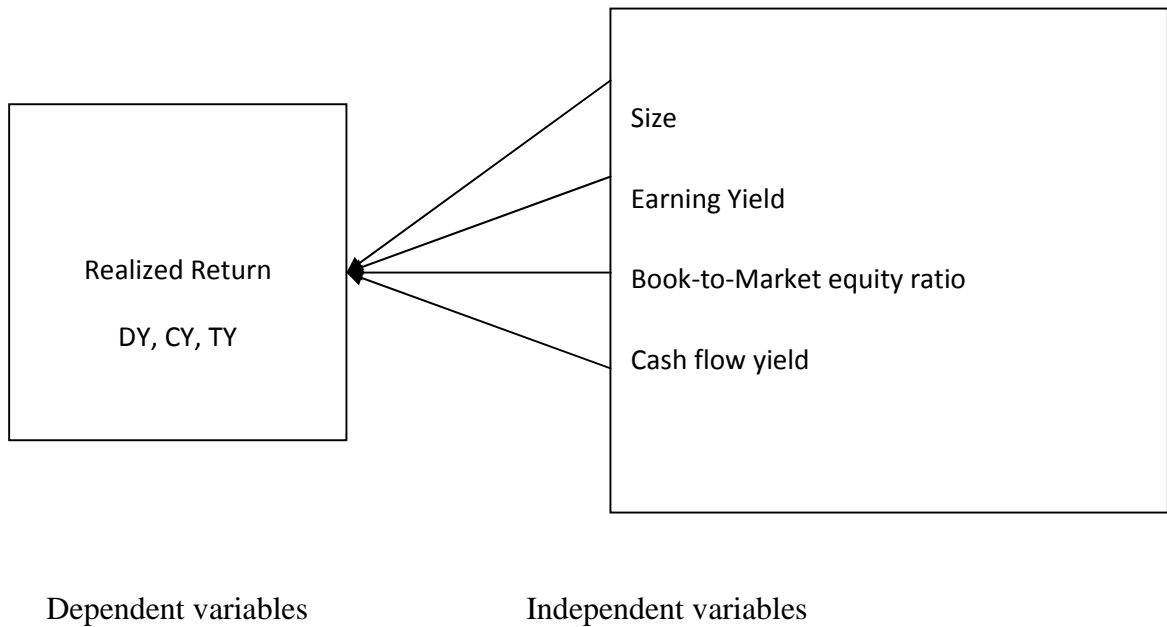 Realized Return
DY, CY, TY
Size
Earning Yield
Book-to-Market equity ratio
Cash flow yield
Dependent variables
Independent variables